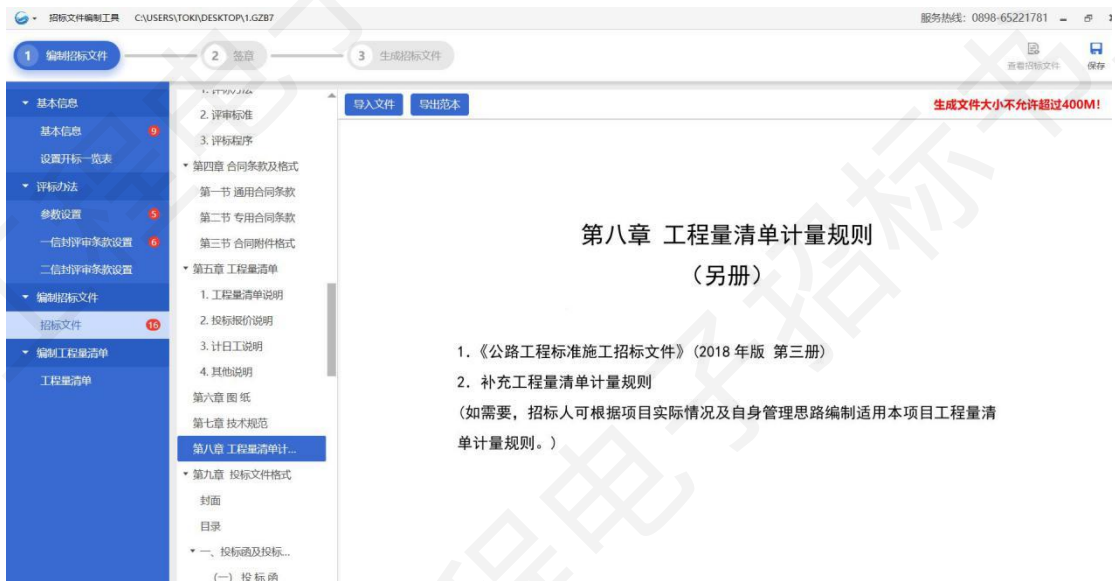 招标文件编制工具 C:\USERS\TOKI\DESKTOP\1.GZB7
服务热线: 0898-65221781
1 编制招标文件
2 签章
3 生成招标文件
查看招标文件
保存
基本信息
基本信息 9
设置开标一览表
评标办法
参数设置 5
一信封评审条款设置 6
二信封评审条款设置
编制招标文件
招标文件 16
编制工程量清单
工程量清单
1. 评标办法
2. 评审标准
3. 评标程序
第四章 合同条款及格式
第一节 通用合同条款
第二节 专用合同条款
第三节 合同附件格式
第五章 工程量清单
1. 工程量清单说明
2. 投标报价说明
3. 计日工说明
4. 其他说明
第六章 图 纸
第七章 技术规范
第八章 工程量清单计...
第九章 投标文件格式
封面
目录
一、投标函及投标...
(一) 投 标 函
导入文件
导出范本
生成文件大小不允许超过400M!
第八章 工程量清单计量规则
（另册）
1. 《公路工程标准施工招标文件》(2018 年版 第三册)
2. 补充工程量清单计量规则
(如需要，招标人可根据项目实际情况及自身管理思路编制适用本项目工程量清
单计量规则。)
程电子招标书